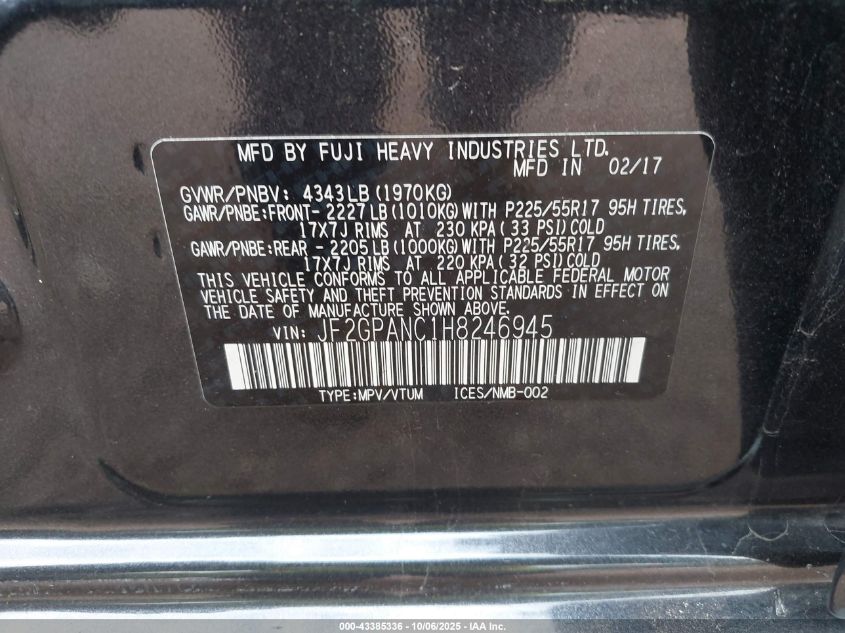 MFD BY FUJI HEAVY INDUSTRIES LTD.
MFD IN 02/17
GVWR/PNBV: 4343LB(1970KG)
GAWR/PNBE:FRONT- 2227LB(1010KG)WITH P225/55R17 95H TIRES,
17X7J RIMS AT 230 KPA(33 PSI)COLD
GAWR/PNBE:REAR - 2205LB(1000KG)WITH P225/55R17 95H TIRES,
17X7J RIMS AT 220 KPA(32 PSI)COLD
THIS VEHICLE CONFORMS TO ALL APPLICABLE FEDERAL MOTOR
VEHICLE SAFETY AND THEFT PREVENTION STANDARDS IN EFFECT ON
THE DATE OF MANUFACTURE SHOWN ABOVE.
VIN: JF2GPANC1H8246945
TYPE:MPV/VTUM ICES/NMB-002
000-43385336 - 10/06/2025 - IAA Inc.